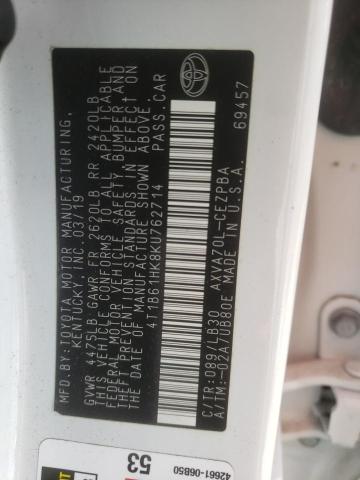 MFD.BY:TOYOTA MOTOR MANUFACTURING,
KENTUCKY, INC. 03/19
GVWR 4475LB GAWR FR 2620LB RR 2420LB
THIS VEHICLE CONFORMS TO ALL APPLICABLE
FEDERAL MOTOR VEHICLE SAFETY, BUMPER, AND
THEFT PREVENTION STANDARDS IN EFFECT ON
THE DATE OF MANUFACTURE SHOWN ABOVE.
4T1B61HK8KU762714 PASS.CAR
C/TR: 089/LB30 AXVA70L-CEZPBA
A/TM: -02A/UB80E MADE IN U.S.A.
69457
53
42661-06B50